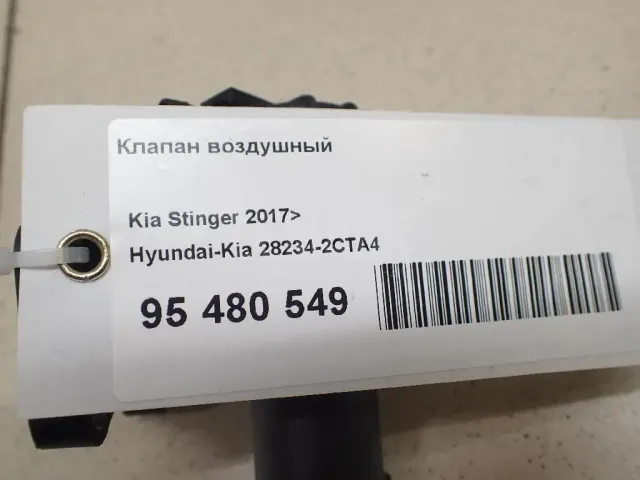 Клапан воздушный
Kia Stinger 2017>
Hyundai-Kia 28234-2CTA4
95 480 549